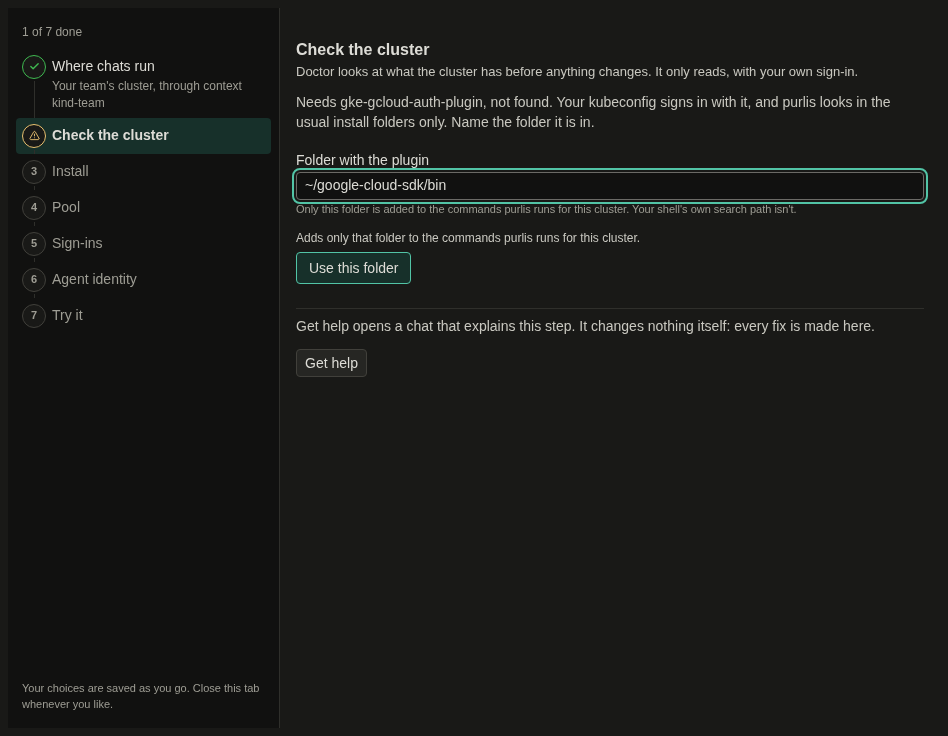 1 of 7 done
Where chats run
Your team's cluster, through context
kind-team
Check the cluster
3 Install
4 Pool
5 Sign-ins
6 Agent identity
7 Try it
Your choices are saved as you go. Close this tab
whenever you like.
Check the cluster
Doctor looks at what the cluster has before anything changes. It only reads, with your own sign-in.
Needs gke-gcloud-auth-plugin, not found. Your kubeconfig signs in with it, and purlis looks in the
usual install folders only. Name the folder it is in.
Folder with the plugin
~/google-cloud-sdk/bin
Only this folder is added to the commands purlis runs for this cluster. Your shell's own search path isn't.
Adds only that folder to the commands purlis runs for this cluster.
Use this folder
Get help opens a chat that explains this step. It changes nothing itself: every fix is made here.
Get help